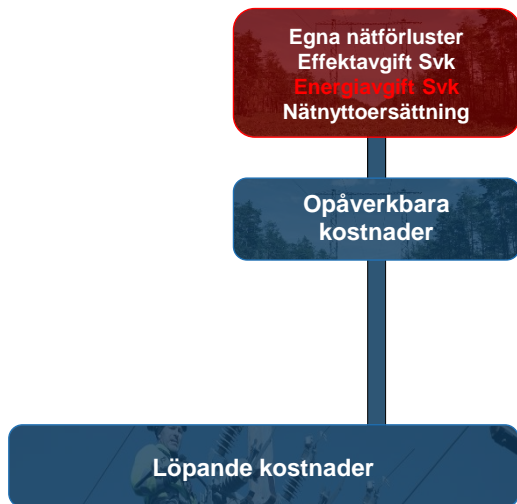 Egna nätförluster
Effektavgift Svk
Energiavgift Svk
Nätnyttoersättning
Opåverkbara
kostnader
Löpande kostnader